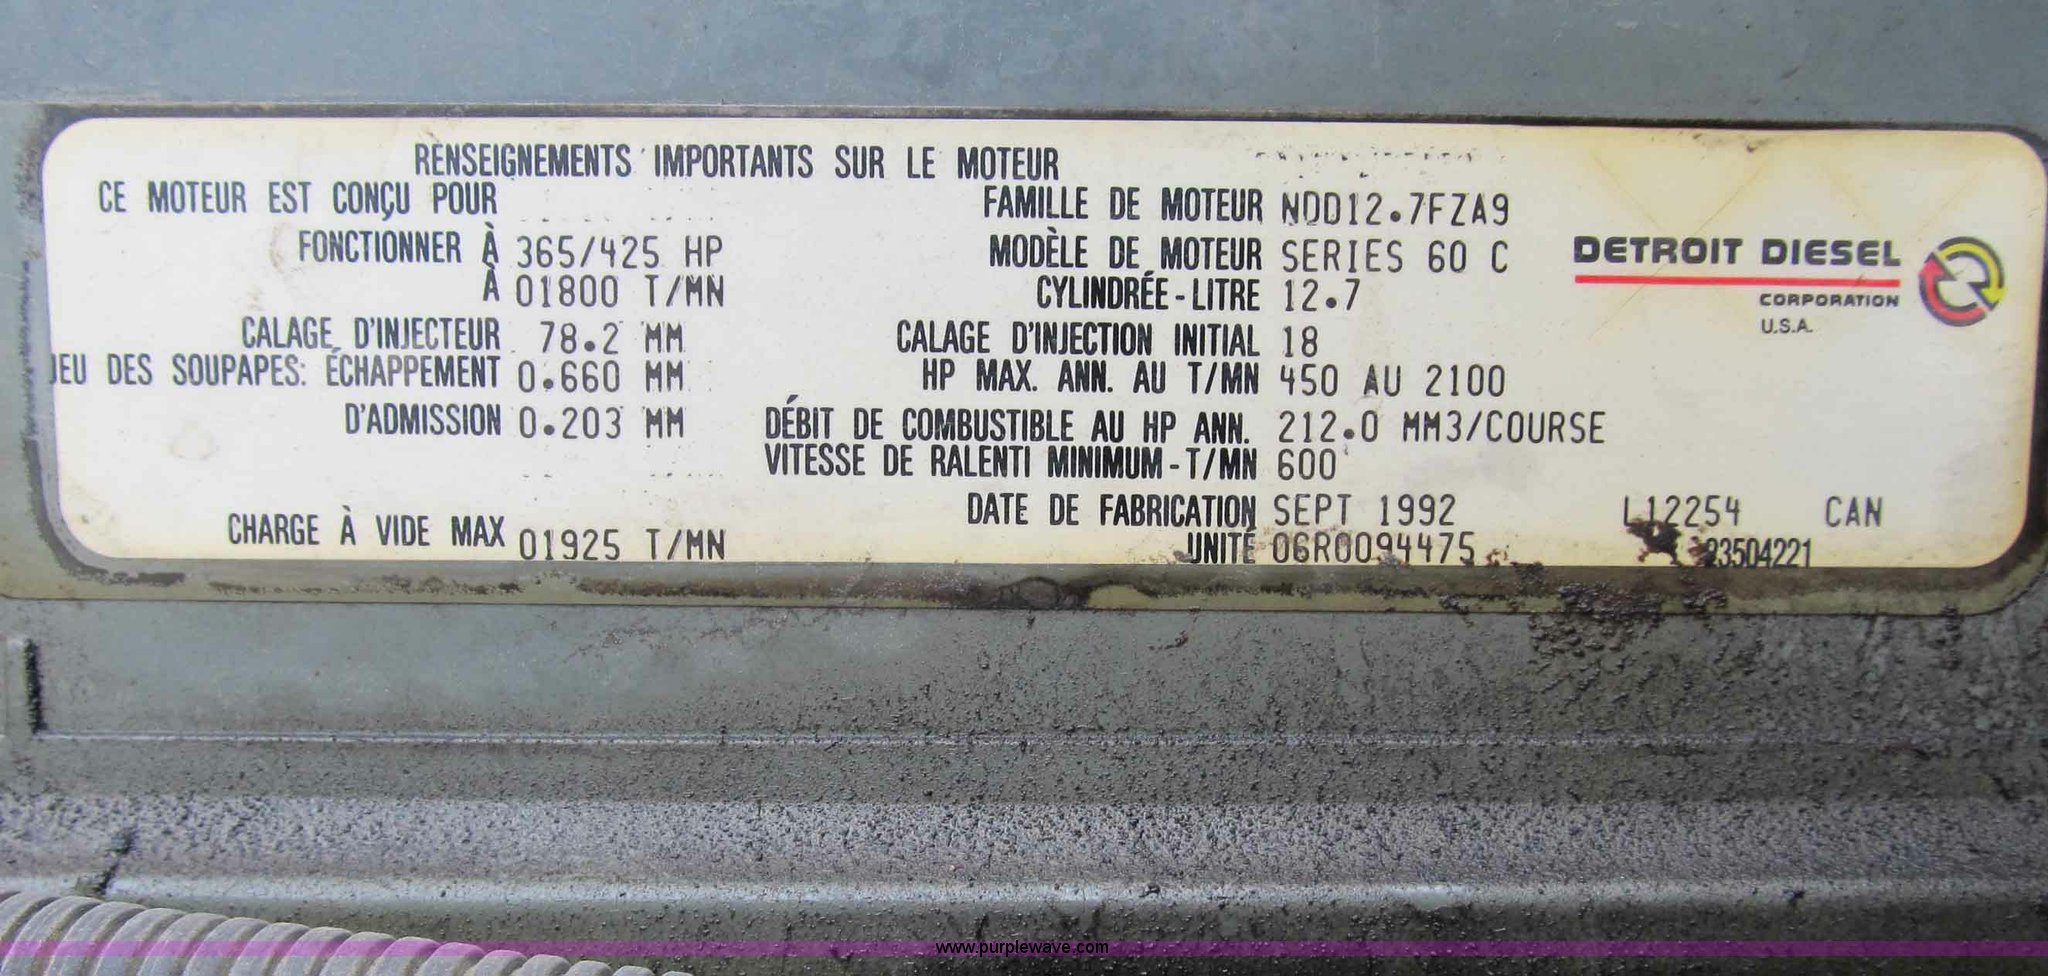 RENSEIGNEMENTS IMPORTANTS SUR LE MOTEUR
CE MOTEUR EST CONÇU POUR
FONCTIONNER À 365/425 HP
À 01800 T/MN
CALAGE D'INJECTEUR 78.2 MM
JEU DES SOUPAPES: ÉCHAPPEMENT 0.660 MM
D'ADMISSION 0.203 MM
CHARGE À VIDE MAX 01925 T/MN
FAMILLE DE MOTEUR NDD12.7FZA9
MODÈLE DE MOTEUR SERIES 60 C
CYLINDRÉE-LITRE 12.7
CALAGE D'INJECTION INITIAL 18
HP MAX. ANN. AU T/MN 450 AU 2100
DÉBIT DE COMBUSTIBLE AU HP ANN. 212.0 MM3/COURSE
VITESSE DE RALENTI MINIMUM-T/MN 600
DATE DE FABRICATION SEPT 1992 L12254 CAN
UNITÉ 06R0094475 23504221
DETROIT DIESEL
CORPORATION
U.S.A.
www.purplewave.com